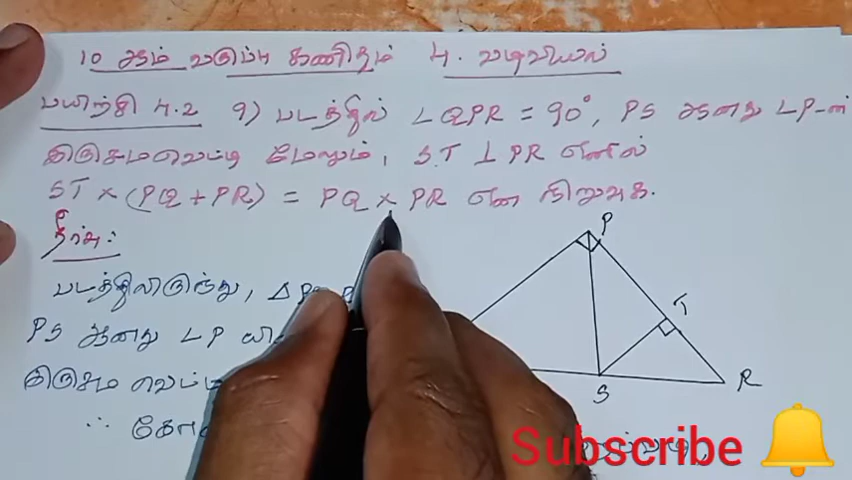 10 ஆம் வகுப்பு கணிதம் 4. வடிவியல்
பயிற்சி 4.2 9) படத்தில் ∠QPR = 90°, PS ஆனது ∠P-ன்
இருசமவெட்டி மேலும், ST ⊥ PR எனில்
ST × (PQ + PR) = PQ × PR என நிறுவுக.
தீர்வு:
படத்திலிருந்து, Δ
PS ஆனது ∠P யின்
இருசம வெட்டி
∴
P
T
S
R
Subscribe